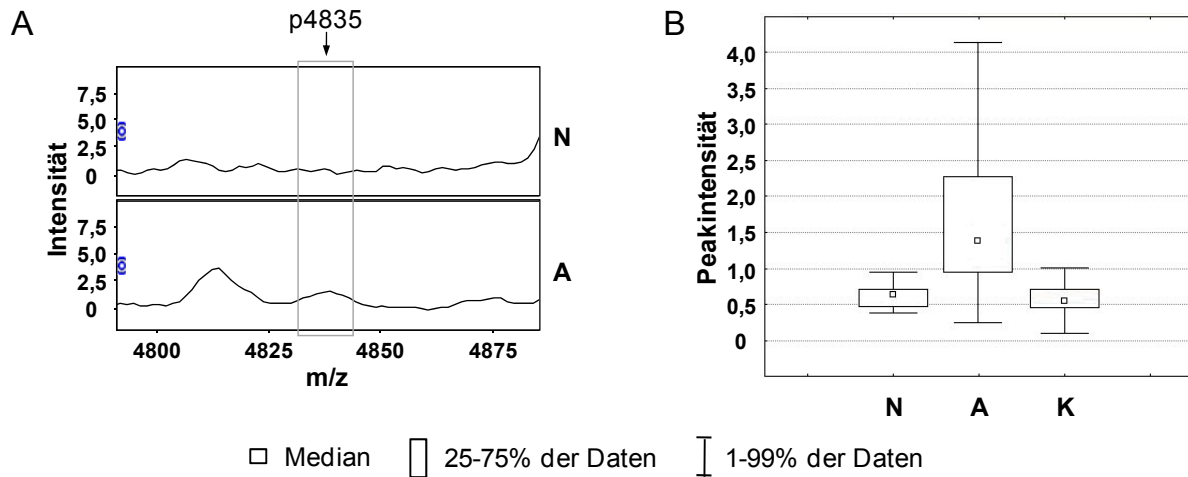 A
p4835
Intensität
7,5
5,0
2,5
0
N
7,5
5,0
2,5
0
A
4800 4825 4850 4875
m/z
B
Peakintensität
4,0
3,5
3,0
2,5
2,0
1,5
1,0
0,5
0
N A K
Median 25-75% der Daten 1-99% der Daten